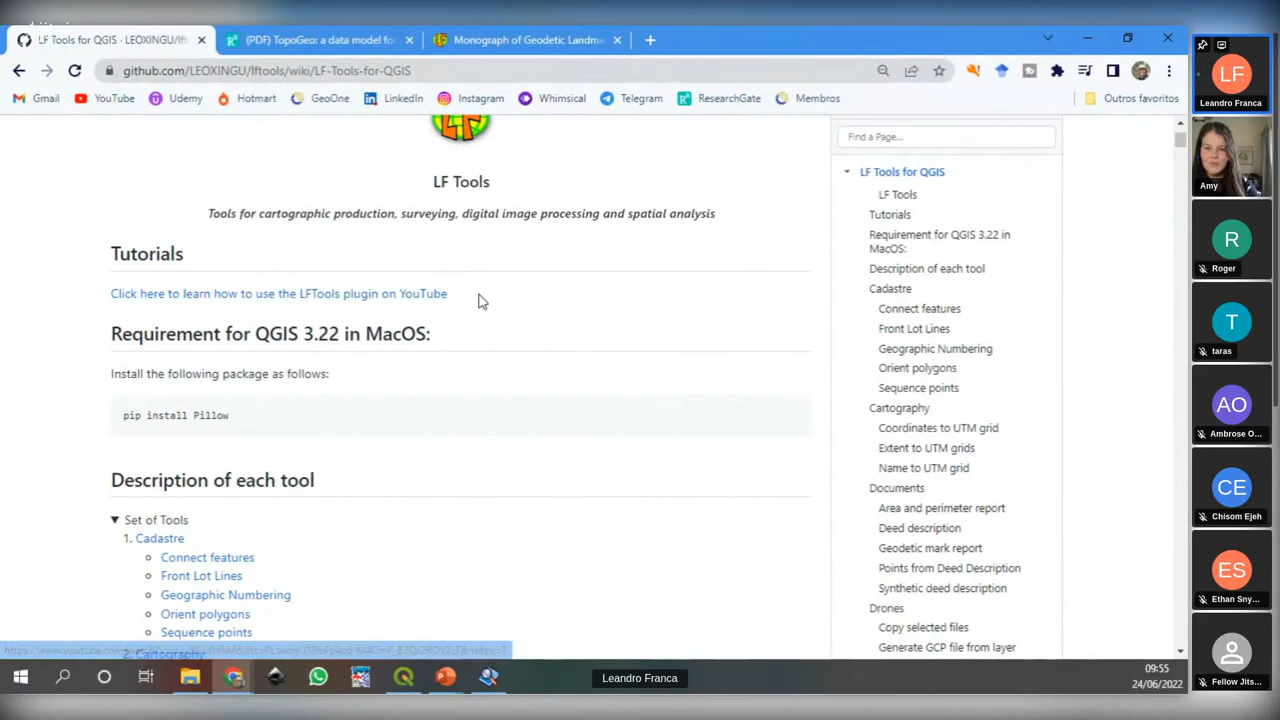 LF Tools for QGIS - LEOXINGU/lft
(PDF) TopoGeo: a data model fo
Monograph of Geodetic Landmu
github.com/LEOXINGU/lftools/wiki/LF-Tools-for-QGIS
Gmail
YouTube
Udemy
Hotmart
GeoOne
LinkedIn
Instagram
Whimsical
Telegram
ResearchGate
Membros
Outros favoritos
LF Tools
Tools for cartographic production, surveying, digital image processing and spatial analysis
Tutorials
Click here to learn how to use the LFTools plugin on YouTube
Requirement for QGIS 3.22 in MacOS:
Install the following package as follows:
pip install Pillow
Description of each tool
Set of Tools
1. Cadastre
Connect features
Front Lot Lines
Geographic Numbering
Orient polygons
Sequence points
2. Cartography
Find a Page...
LF Tools for QGIS
LF Tools
Tutorials
Requirement for QGIS 3.22 in
MacOS:
Description of each tool
Cadastre
Connect features
Front Lot Lines
Geographic Numbering
Orient polygons
Sequence points
Cartography
Coordinates to UTM grid
Extent to UTM grids
Name to UTM grid
Documents
Area and perimeter report
Deed description
Geodetic mark report
Points from Deed Description
Synthetic deed description
Drones
Copy selected files
Generate GCP file from layer
Leandro Franca
09:55
24/06/2022
LF
Leandro Franca
Amy
R
Roger
T
taras
AO
Ambrose O...
CE
Chisom Ejeh
ES
Ethan Sny...
Fellow Jits...